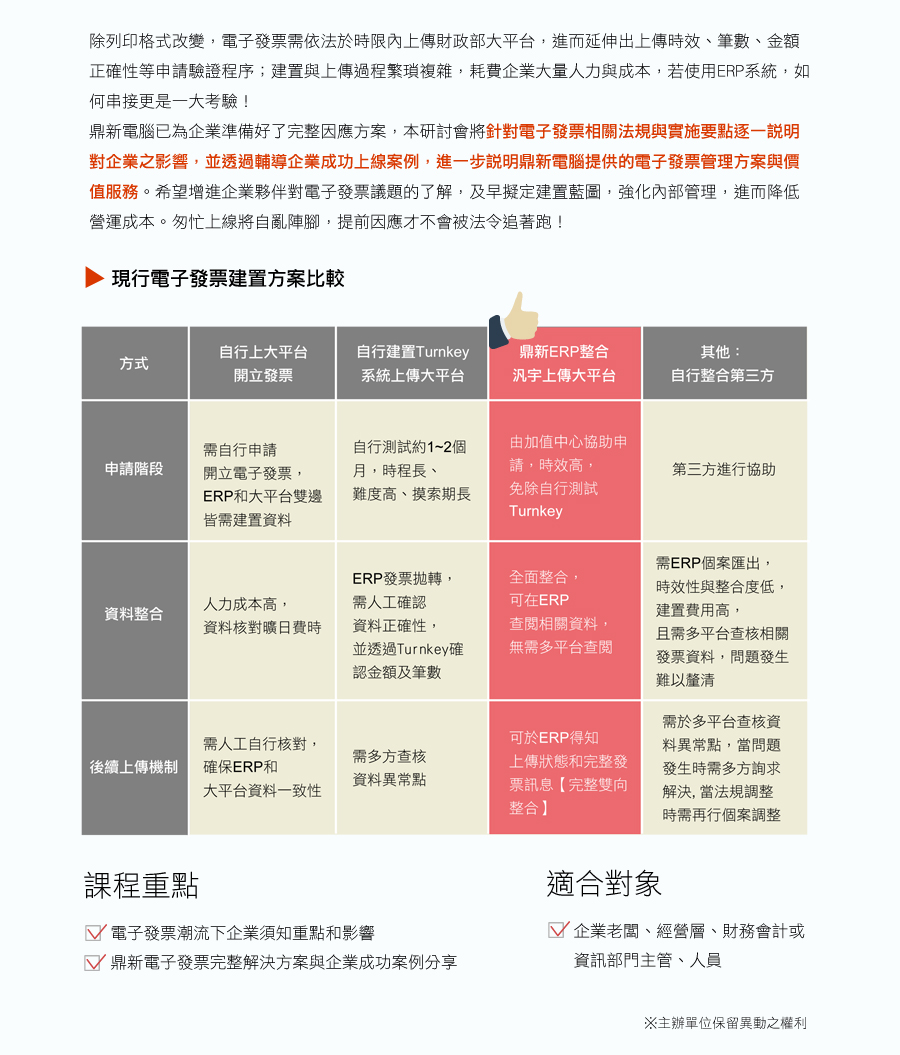 除列印格式改變，電子發票需依法於時限內上傳財政部大平台，進而延伸出上傳時效、筆數、金額
正確性等申請驗證程序；建置與上傳過程繁瑣複雜，耗費企業大量人力與成本，若使用ERP系統，如
何串接更是一大考驗！
鼎新電腦已為企業準備好了完整因應方案，本研討會將針對電子發票相關法規與實施要點逐一說明
對企業之影響，並透過輔導企業成功上線案例，進一步說明鼎新電腦提供的電子發票管理方案與價
值服務。希望增進企業夥伴對電子發票議題的了解，及早擬定建置藍圖，強化內部管理，進而降低
營運成本。匆忙上線將自亂陣腳，提前因應才不會被法令追著跑！
現行電子發票建置方案比較
方式
自行上大平台
開立發票
自行建置Turnkey
系統上傳大平台
鼎新ERP整合
汎宇上傳大平台
其他：
自行整合第三方
申請階段
需自行申請
開立電子發票，
ERP和大平台雙邊
皆需建置資料
自行測試約1~2個
月，時程長、
難度高、摸索期長
由加值中心協助申
請，時效高，
免除自行測試
Turnkey
第三方進行協助
資料整合
人力成本高，
資料核對曠日費時
ERP發票拋轉，
需人工確認
資料正確性，
並透過Turnkey確
認金額及筆數
全面整合，
可在ERP
查閱相關資料，
無需多平台查閱
需ERP個案匯出，
時效性與整合度低，
建置費用高，
且需多平台查核相關
發票資料，問題發生
難以釐清
後續上傳機制
需人工自行核對，
確保ERP和
大平台資料一致性
需多方查核
資料異常點
可於ERP得知
上傳狀態和完整發
票訊息【完整雙向
整合】
需於多平台查核資
料異常點，當問題
發生時需多方詢求
解決,當法規調整
時需再行個案調整
課程重點
電子發票潮流下企業須知重點和影響
鼎新電子發票完整解決方案與企業成功案例分享
適合對象
企業老闆、經營層、財務會計或
資訊部門主管、人員
※主辦單位保留異動之權利